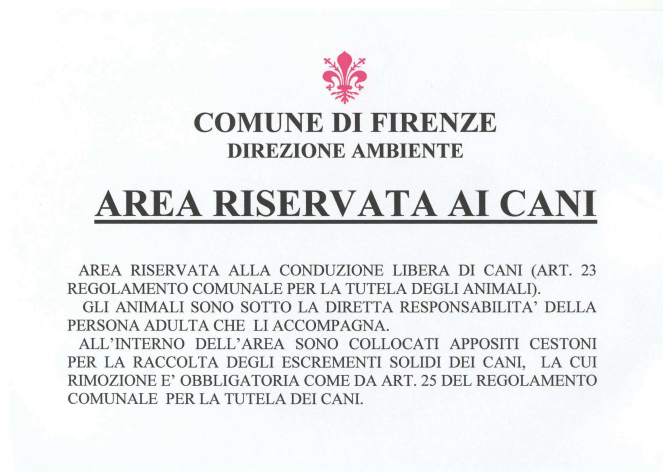 COMUNE DI FIRENZE
DIREZIONE AMBIENTE
AREA RISERVATA AI CANI
AREA RISERVATA ALLA CONDUZIONE LIBERA DI CANI (ART. 23
REGOLAMENTO COMUNALE PER LA TUTELA DEGLI ANIMALI).
GLI ANIMALI SONO SOTTO LA DIRETTA RESPONSABILITA' DELLA
PERSONA ADULTA CHE LI ACCOMPAGNA.
ALL'INTERNO DELL'AREA SONO COLLOCATI APPOSITI CESTONI
PER LA RACCOLTA DEGLI ESCREMENTI SOLIDI DEI CANI, LA CUI
RIMOZIONE E' OBBLIGATORIA COME DA ART. 25 DEL REGOLAMENTO
COMUNALE PER LA TUTELA DEI CANI.